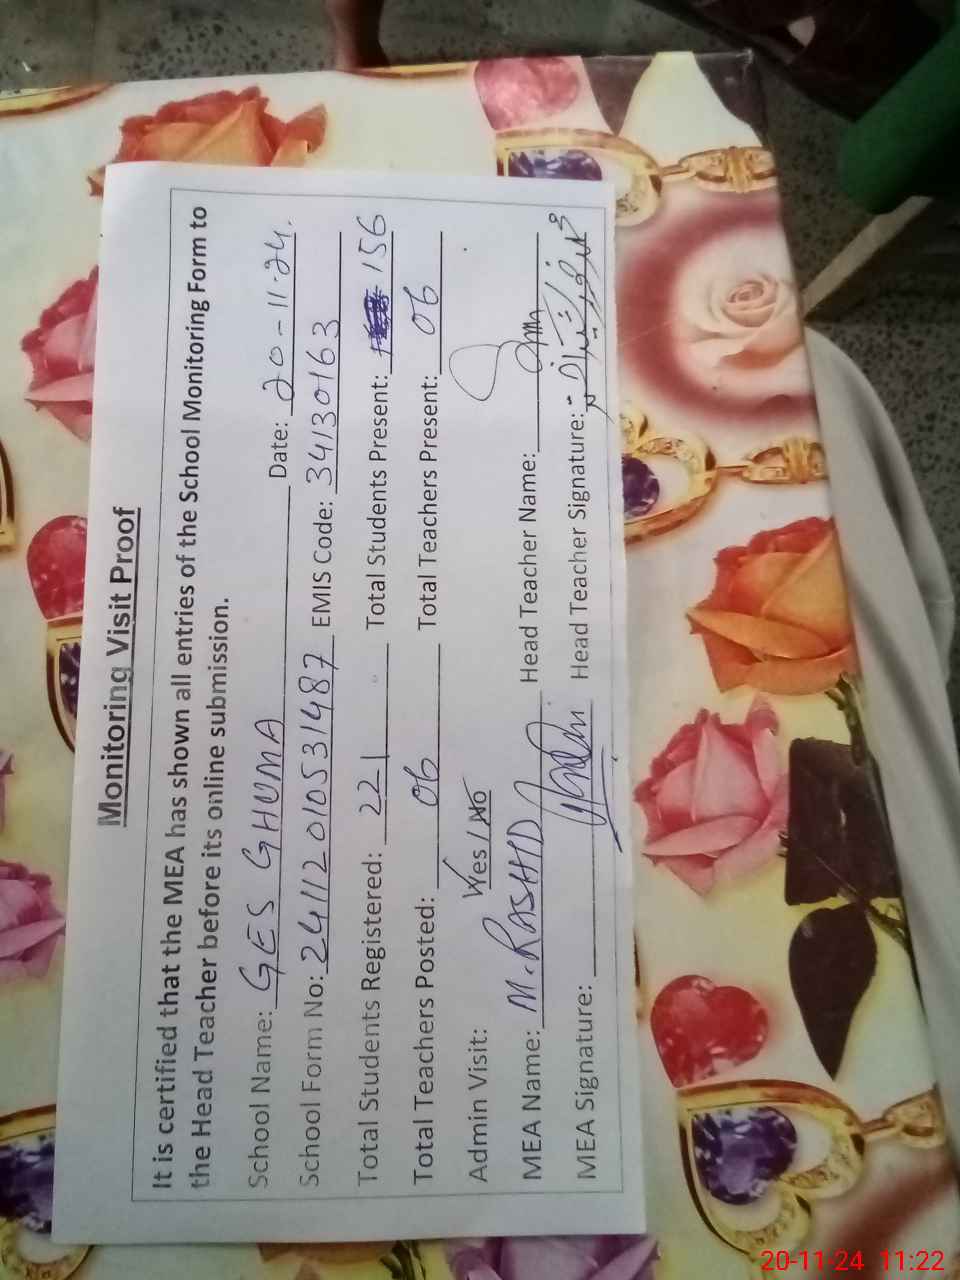 Monitoring Visit Proof
It is certified that the MEA has shown all entries of the School Monitoring Form to
the Head Teacher before its online submission.
School Name: GES GHUMA Date: 20-11-24.
School Form No: 2411201053 1487 EMIS Code: 34130163
Total Students Registered: 221 Total Students Present: 156
Total Teachers Posted: 06 Total Teachers Present: 06
Admin Visit: Yes / No
MEA Name: M. RASHID Head Teacher Name:
MEA Signature: Head Teacher Signature:
20-11-24 11:22